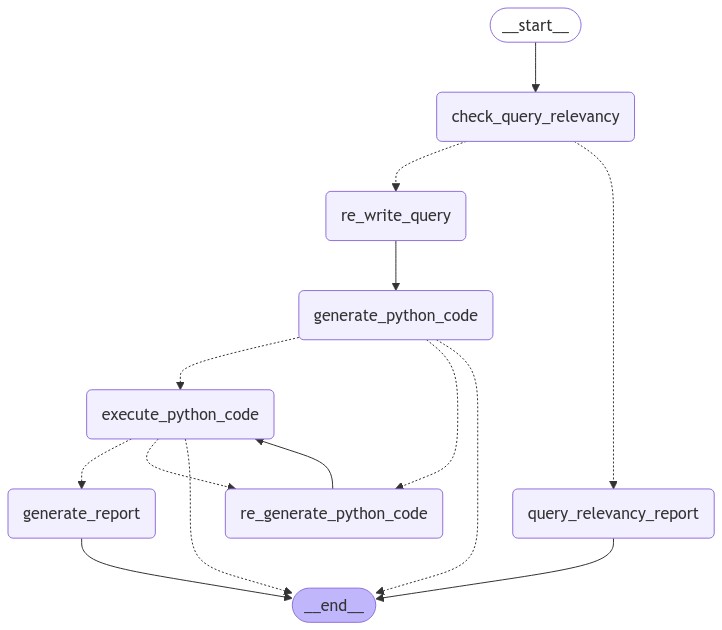 __start__
check_query_relevancy
re_write_query
generate_python_code
execute_python_code
generate_report
re_generate_python_code
query_relevancy_report
__end__